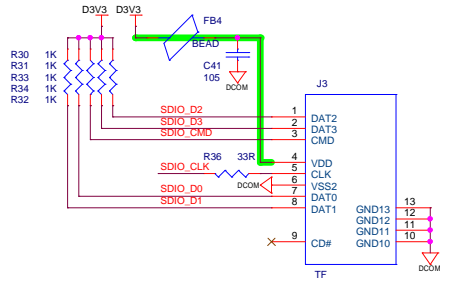 D3V3 D3V3
FB4
BEAD
R30 1K
R31 1K
R33 1K
R34 1K
R32 1K
C41
105
DCOM
J3
SDIO_D2 1 DAT2
SDIO_D3 2 DAT3
SDIO_CMD 3 CMD
4 VDD
SDIO_CLK R36 33R 5 CLK
DCOM 6 VSS2
SDIO_D0 7 DAT0
SDIO_D1 8 DAT1
GND13 13
GND12 12
GND11 11
9 CD# GND10 10
DCOM
TF